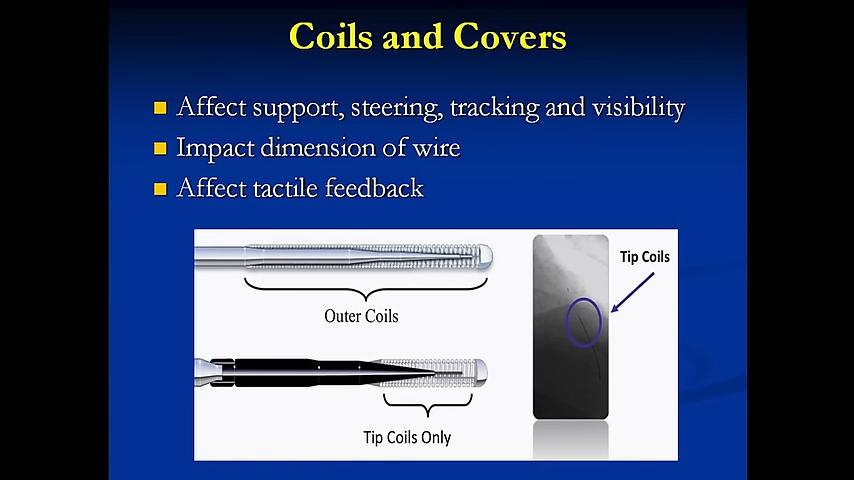 Coils and Covers
Affect support, steering, tracking and visibility
Impact dimension of wire
Affect tactile feedback
Outer Coils
Tip Coils Only
Tip Coils